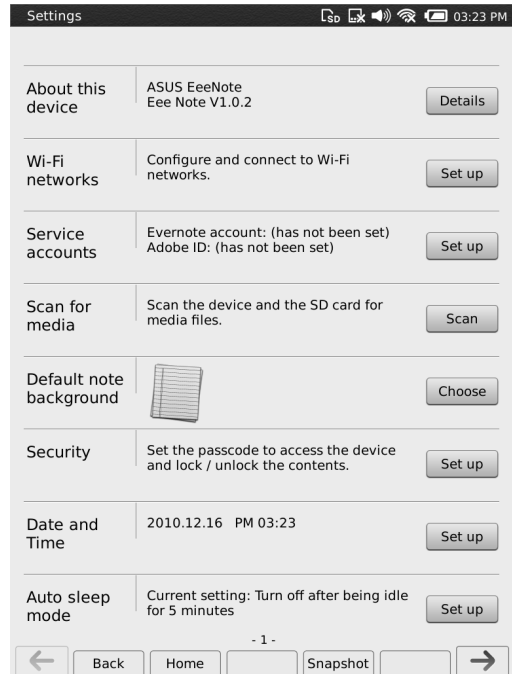 Settings
SD
03:23 PM
About this
device
ASUS EeeNote
Eee Note V1.0.2
Details
Wi-Fi
networks
Configure and connect to Wi-Fi
networks.
Set up
Service
accounts
Evernote account: (has not been set)
Adobe ID: (has not been set)
Set up
Scan for
media
Scan the device and the SD card for
media files.
Scan
Default note
background
Choose
Security
Set the passcode to access the device
and lock / unlock the contents.
Set up
Date and
Time
2010.12.16 PM 03:23
Set up
Auto sleep
mode
Current setting: Turn off after being idle
for 5 minutes
Set up
- 1 -
Back
Home
Snapshot